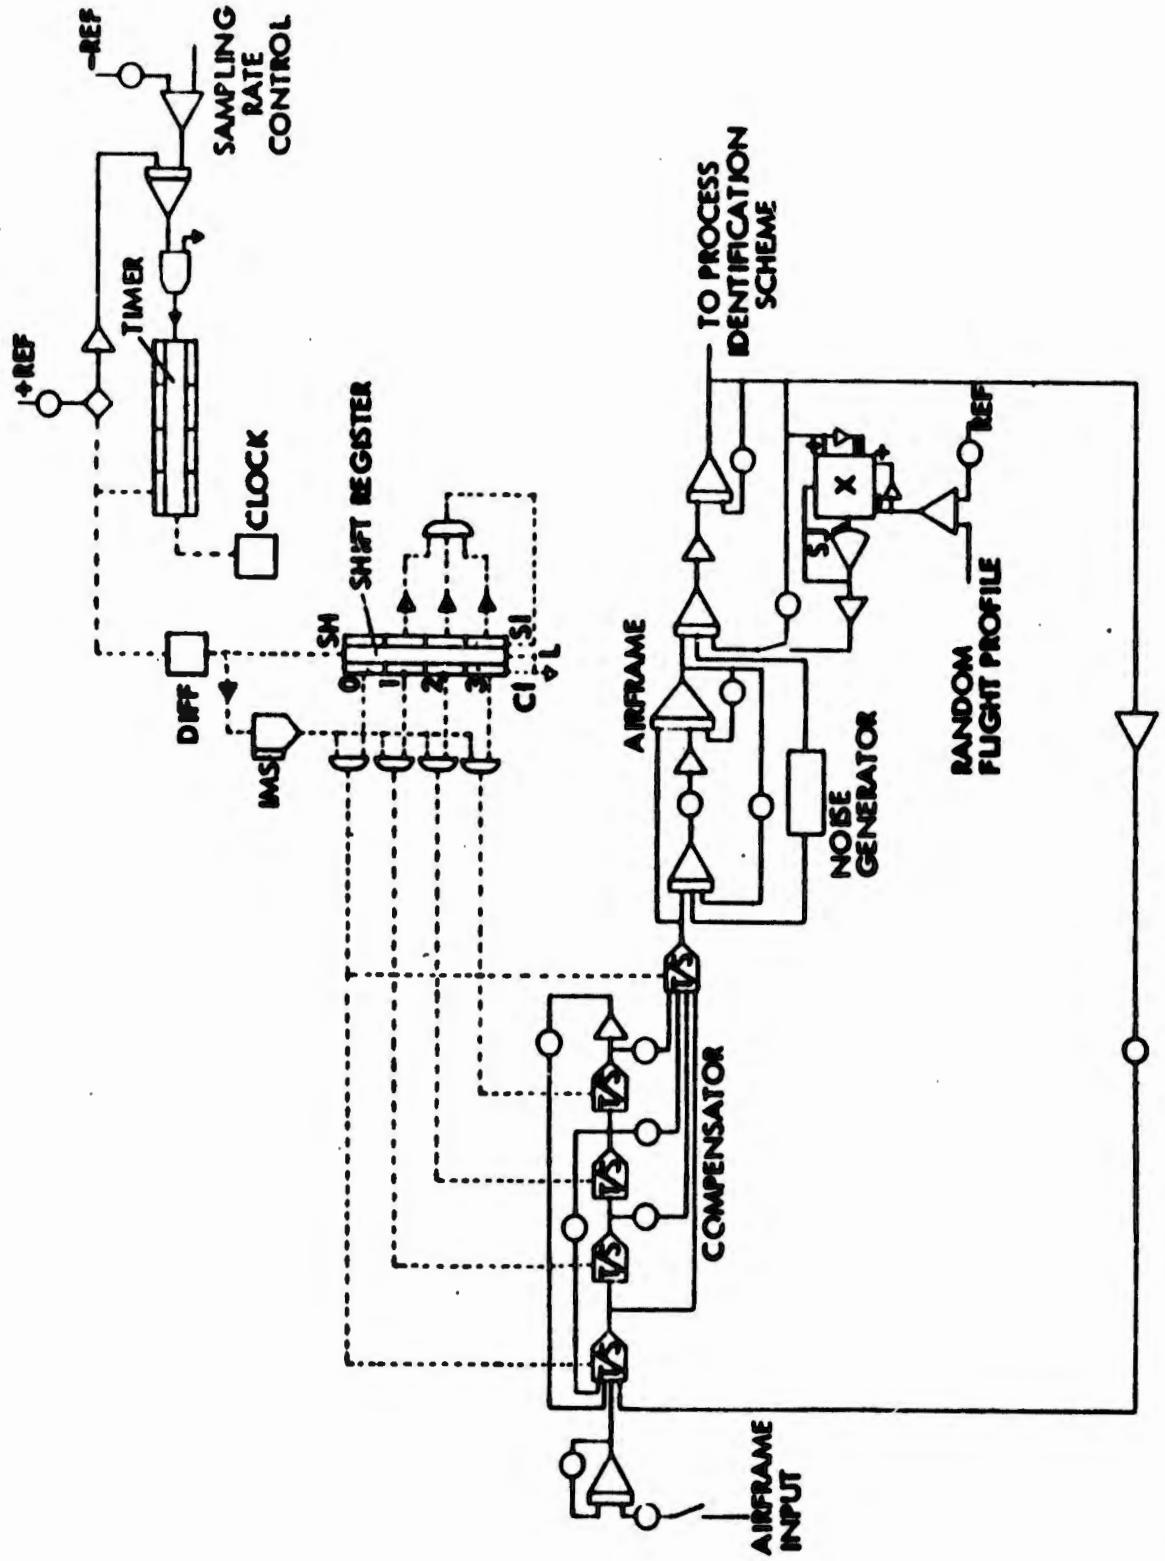 -REF
SAMPLING
RATE
CONTROL
+REF
TIMER
CLOCK
SHIFT REGISTER
DIFF
SH
IMS
0
1
2
3
CI
SI
L
TO PROCESS
IDENTIFICATION
SCHEME
AIRFRAME
S
X
+
+
REF
RANDOM
FLIGHT PROFILE
NOISE
GENERATOR
T/S
COMPENSATOR
T/S
T/S
T/S
T/S
AIRFRAME
INPUT